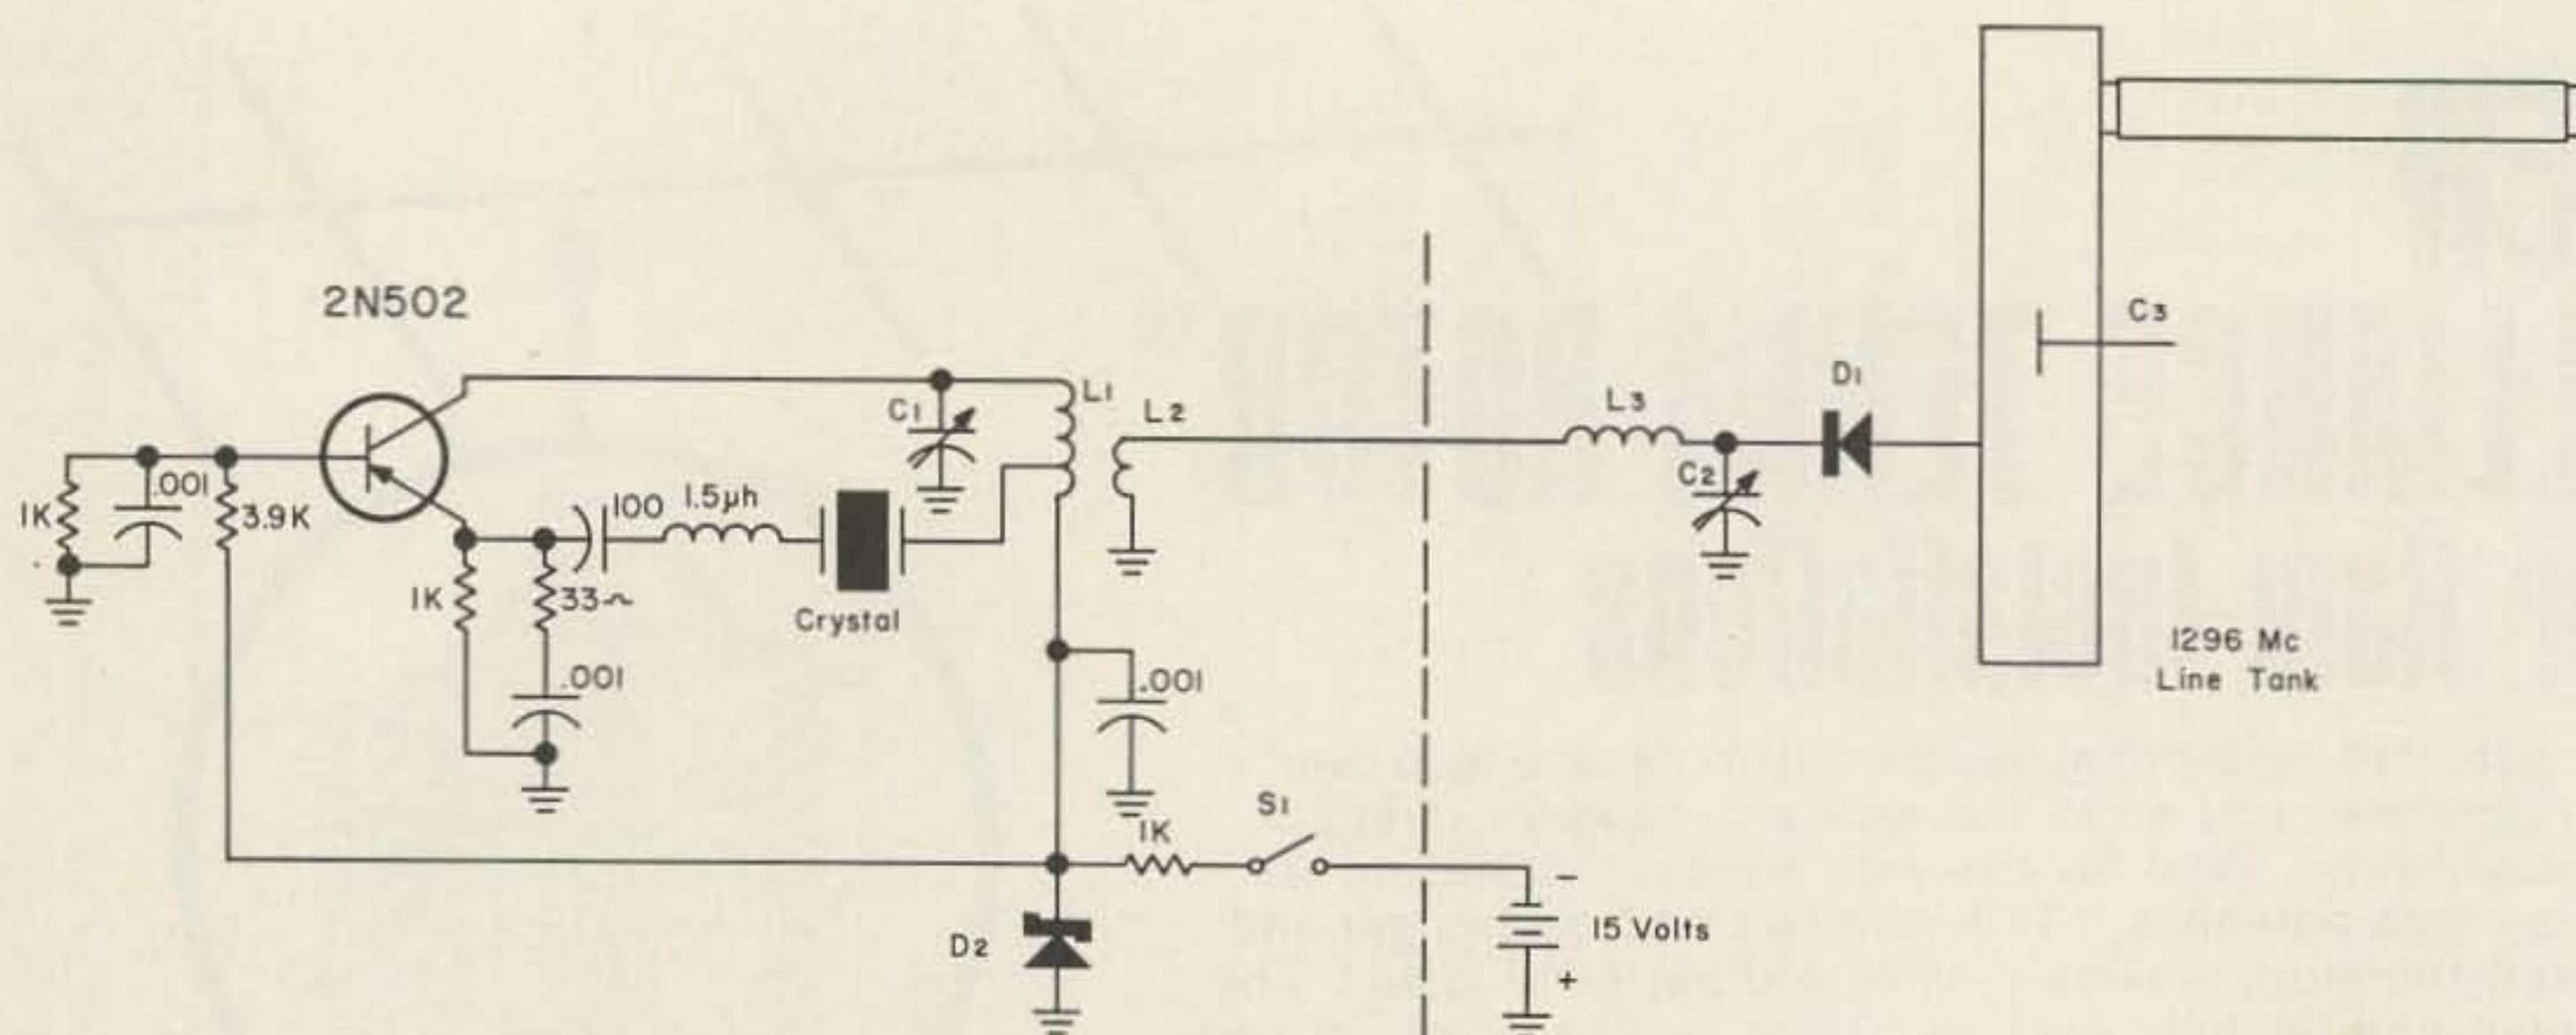 2N502
C3
D1
L3
L1
C1
L2
C2
.001
100
1.5µh
1K
3.9K
1K
33
Crystal
1296 Mc
Line Tank
.001
.001
S1
1K
-
15 Volts
D2
+